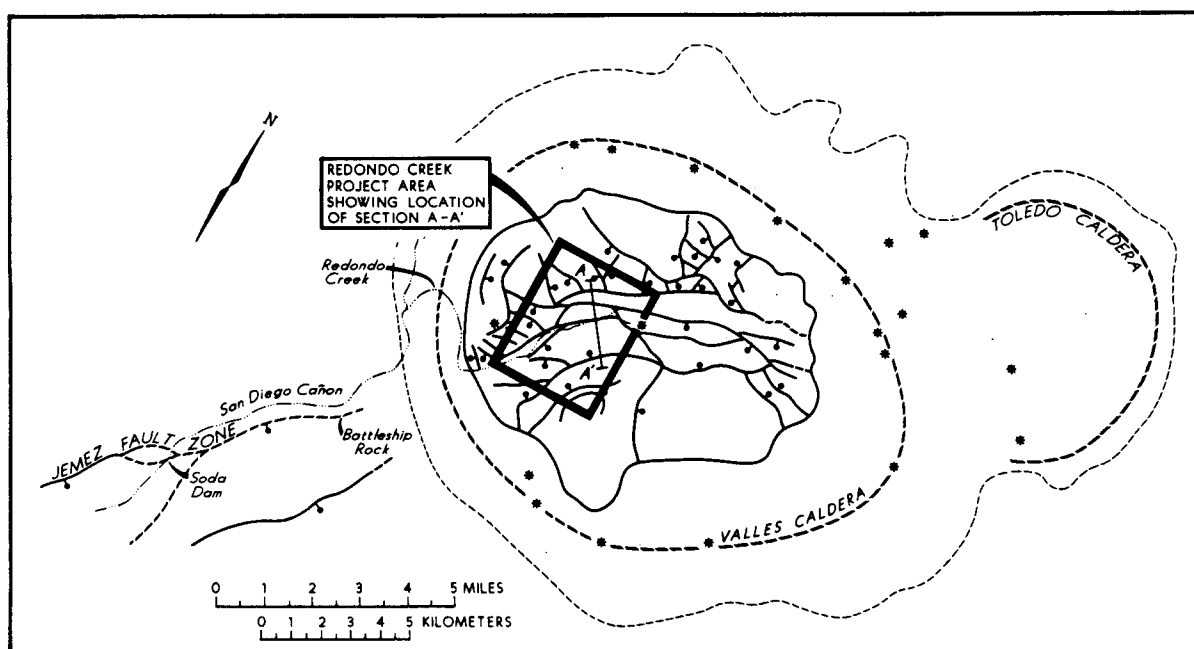 N
REDONDO CREEK
PROJECT AREA
SHOWING LOCATION
OF SECTION A-A'
Redondo
Creek
A
A'
TOLEDO CALDERA
VALLES CALDERA
San Diego Cañon
JEMEZ FAULT ZONE
Battleship
Rock
Soda
Dam
0 1 2 3 4 5 MILES
0 1 2 3 4 5 KILOMETERS